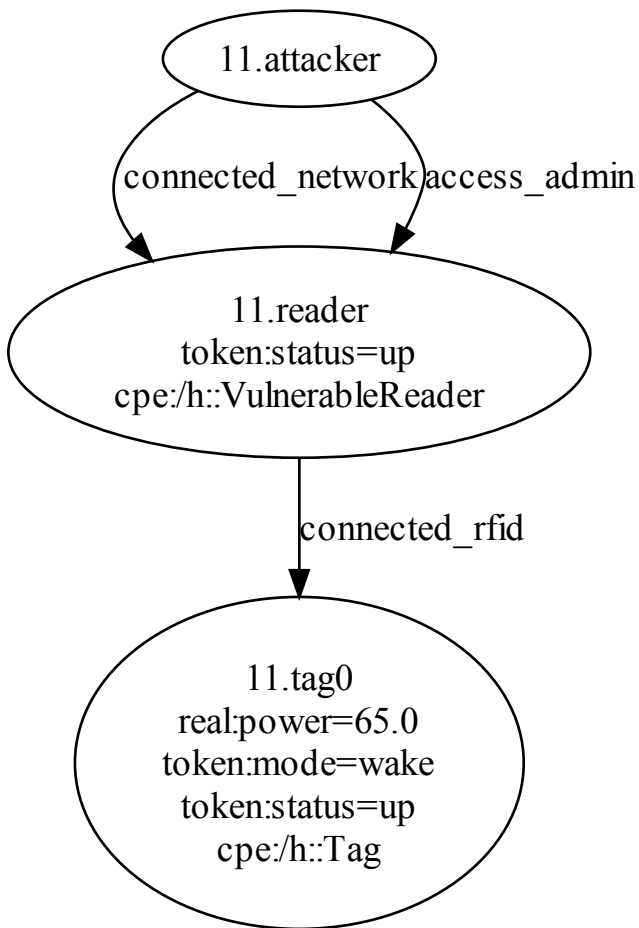 11.attacker
connected_network
access_admin
11.reader
token:status=up
cpe:/h::VulnerableReader
connected_rfid
11.tag0
real:power=65.0
token:mode=wake
token:status=up
cpe:/h::Tag